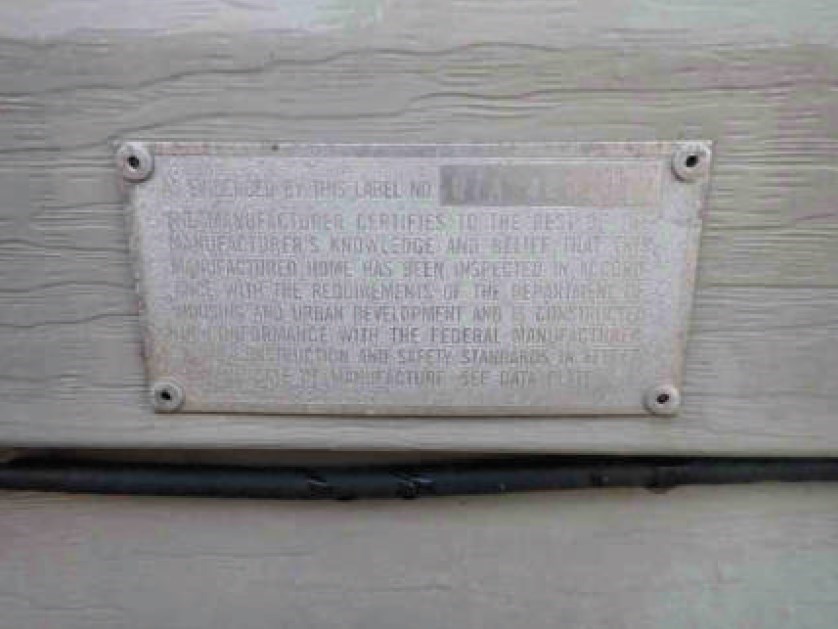 AS EVIDENCED BY THIS LABEL NO.
THE MANUFACTURER CERTIFIES TO THE BEST OF THE
MANUFACTURER'S KNOWLEDGE AND BELIEF THAT THIS
MANUFACTURED HOME HAS BEEN INSPECTED IN ACCORD-
ANCE WITH THE REQUIREMENTS OF THE DEPARTMENT OF
HOUSING AND URBAN DEVELOPMENT AND IS CONSTRUCTED
IN CONFORMANCE WITH THE FEDERAL MANUFACTURED
CONSTRUCTION AND SAFETY STANDARDS IN EFFECT
DATE OF MANUFACTURE. SEE DATA PLATE